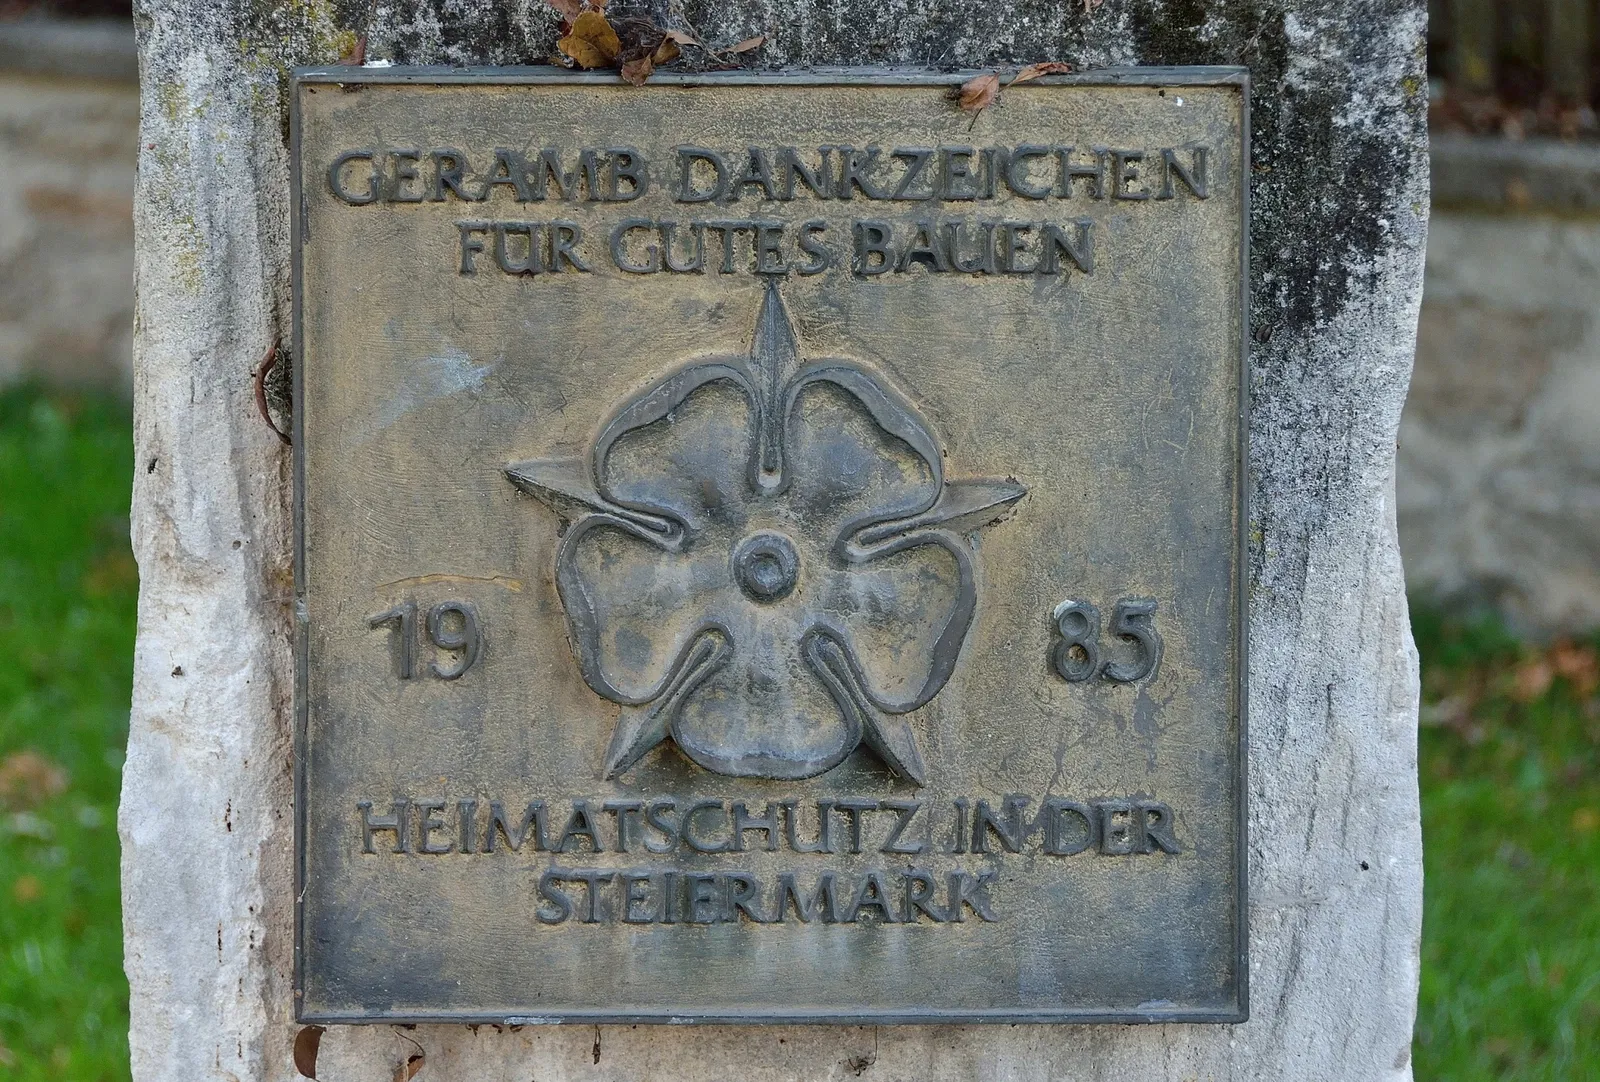 GERAMB DANKZEICHEN
FÜR GUTES BAUEN
19 85
HEIMATSCHUTZ IN DER
STEIERMARK